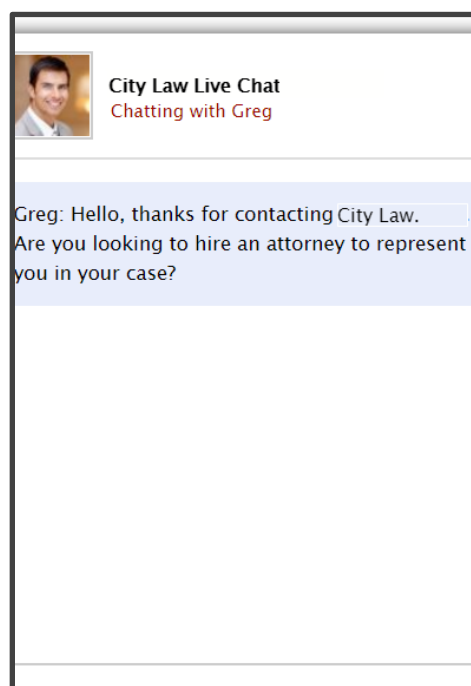 City Law Live Chat
Chatting with Greg
Greg: Hello, thanks for contacting City Law.
Are you looking to hire an attorney to represent
you in your case?